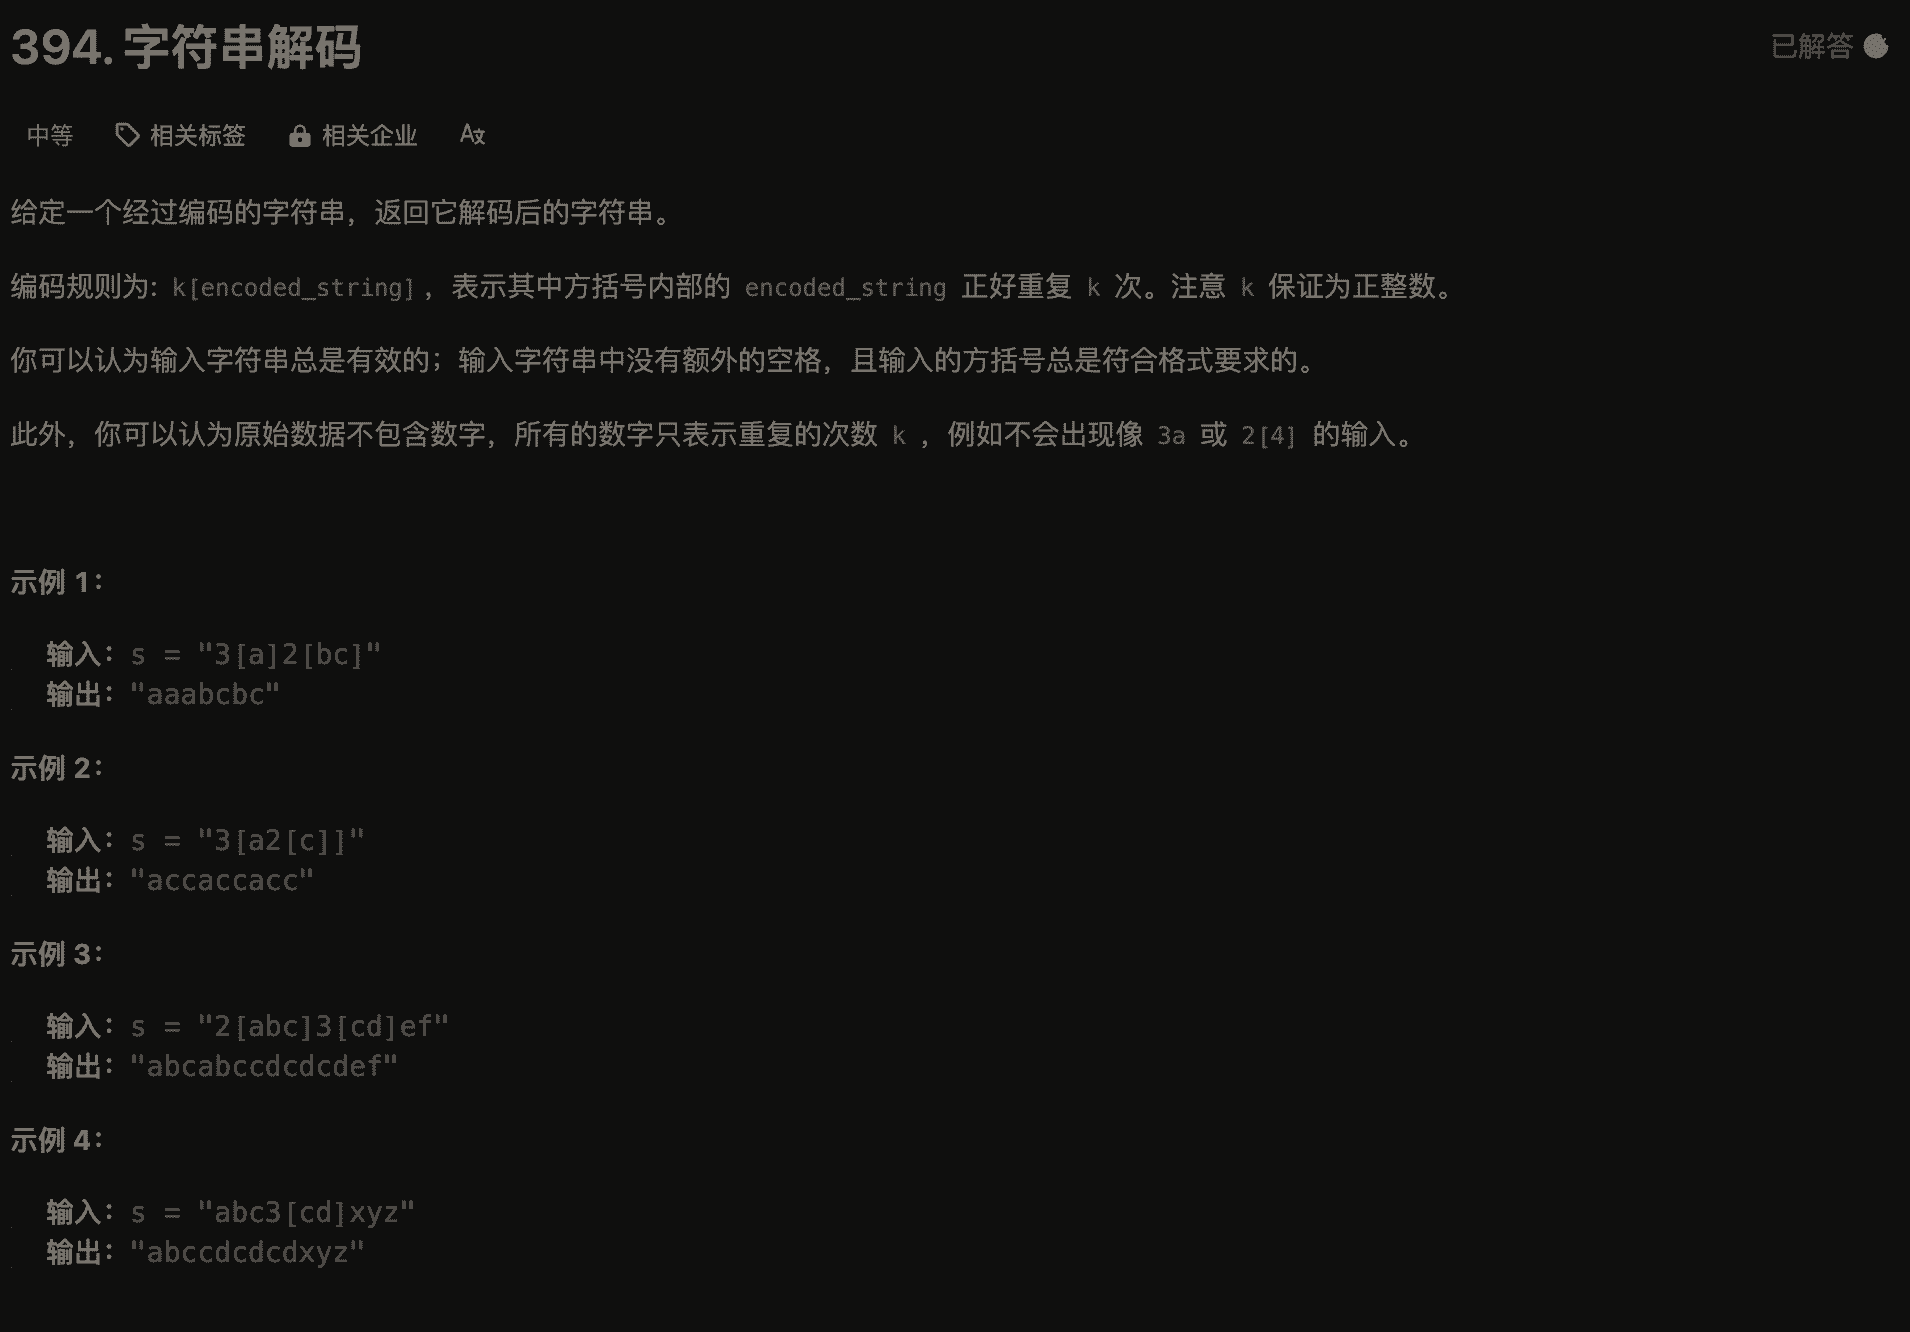 394. 字符串解码
已解答
中等 相关标签 相关企业 Ax
给定一个经过编码的字符串，返回它解码后的字符串。
编码规则为: k[encoded_string]，表示其中方括号内部的 encoded_string 正好重复 k 次。注意 k 保证为正整数。
你可以认为输入字符串总是有效的；输入字符串中没有额外的空格，且输入的方括号总是符合格式要求的。
此外，你可以认为原始数据不包含数字，所有的数字只表示重复的次数 k ，例如不会出现像 3a 或 2[4] 的输入。
示例 1：
输入：s = "3[a]2[bc]"
输出："aaabcbc"
示例 2：
输入：s = "3[a2[c]]"
输出："accaccacc"
示例 3：
输入：s = "2[abc]3[cd]ef"
输出："abcabccdcdcdef"
示例 4：
输入：s = "abc3[cd]xyz"
输出："abccdcdcdxyz"